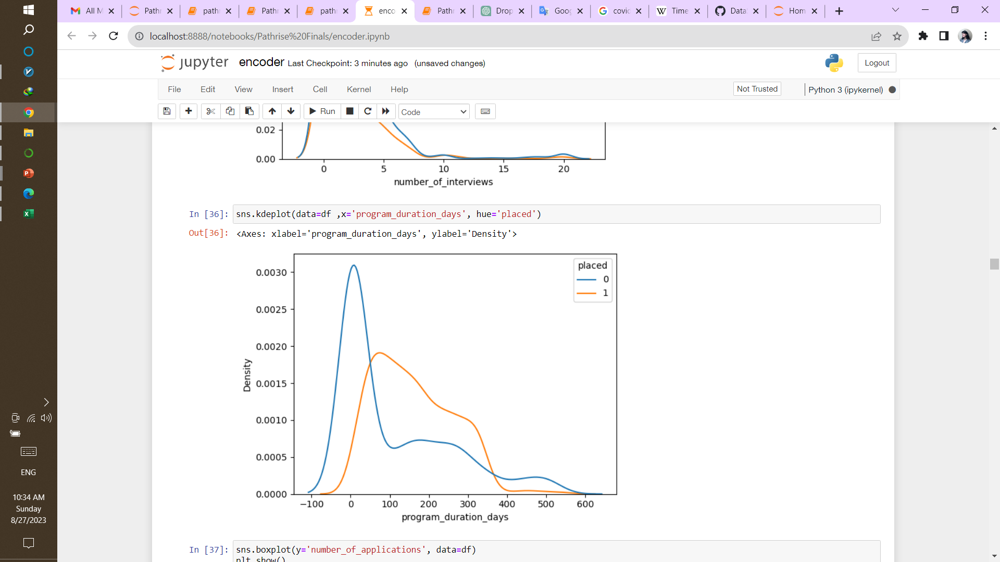 All M
Pathr
path
Pathr
path
enco
Pathr
Drop
Goog
covid
Time
Data
Hom
localhost:8888/notebooks/Pathrise%20Finals/encoder.ipynb
jupyter encoder Last Checkpoint: 3 minutes ago (unsaved changes)
Logout
File Edit View Insert Cell Kernel Help
Not Trusted
Python 3 (ipykernel)
Run
Code
0.02
0.00
0 5 10 15 20
number_of_interviews
In [36]: sns.kdeplot(data=df ,x='program_duration_days', hue='placed')
Out[36]: <Axes: xlabel='program_duration_days', ylabel='Density'>
placed
0
1
0.0030
0.0025
0.0020
0.0015
0.0010
0.0005
0.0000
Density
−100 0 100 200 300 400 500 600
program_duration_days
In [37]: sns.boxplot(y='number_of_applications', data=df)
plt.show()
ENG
10:34 AM
Sunday
8/27/2023